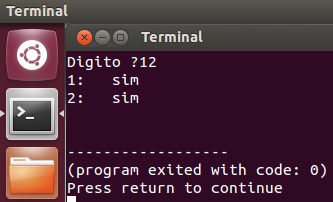 Terminal
Terminal
Digito ?12
1:   sim
2:   sim
------------------
(program exited with code: 0)
Press return to continue